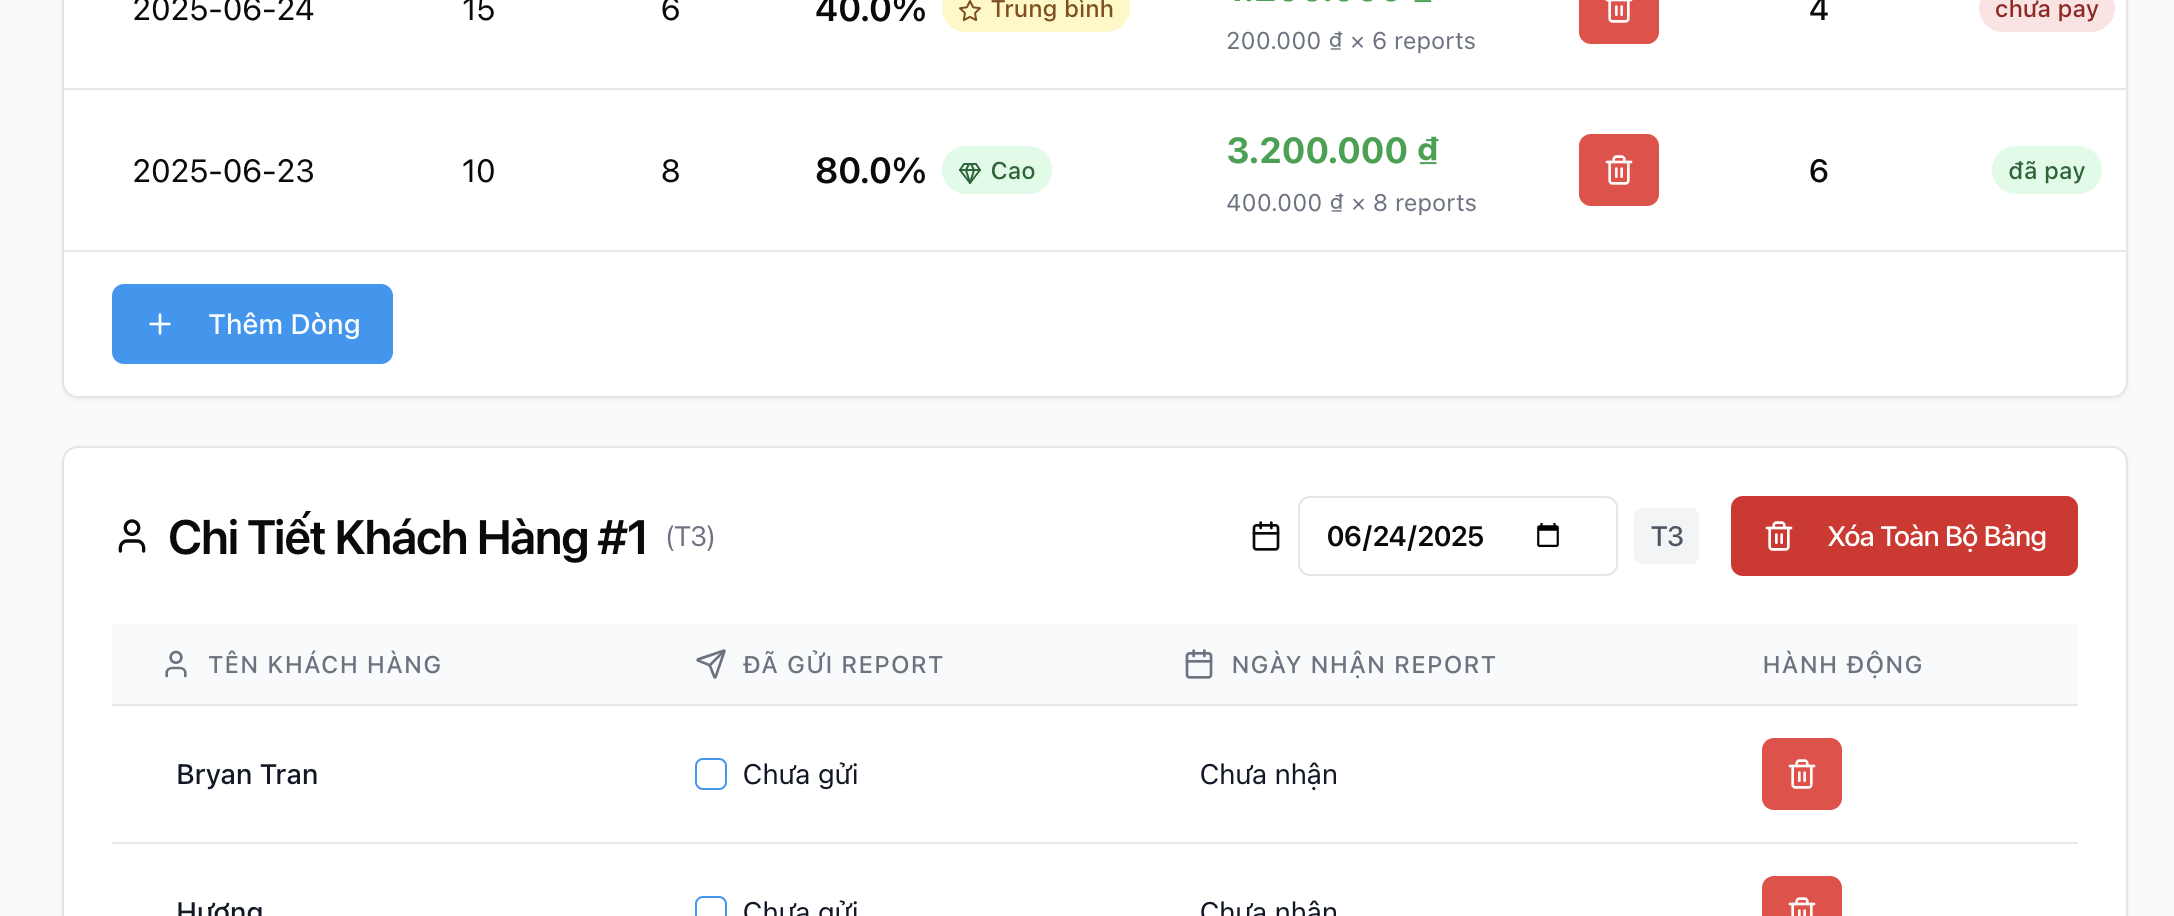 2025-06-24 15 6 40.0% Trung bình 4 chưa pay
200.000 ₫ × 6 reports
2025-06-23 10 8 80.0% Cao 3.200.000 ₫ 6 đã pay
400.000 ₫ × 8 reports
+ Thêm Dòng
Chi Tiết Khách Hàng #1 (T3) 06/24/2025 T3 Xóa Toàn Bộ Bảng
TÊN KHÁCH HÀNG ĐÃ GỬI REPORT NGÀY NHẬN REPORT HÀNH ĐỘNG
Bryan Tran Chưa gửi Chưa nhận
Hương Chưa gửi Chưa nhận